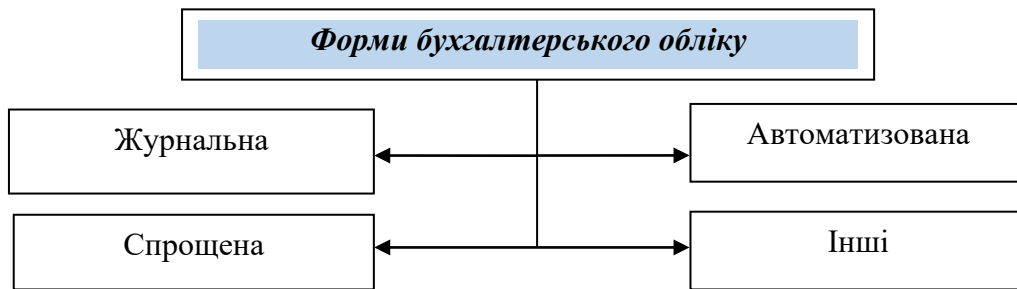 Форми бухгалтерського обліку
Журнальна
Автоматизована
Спрощена
Інші